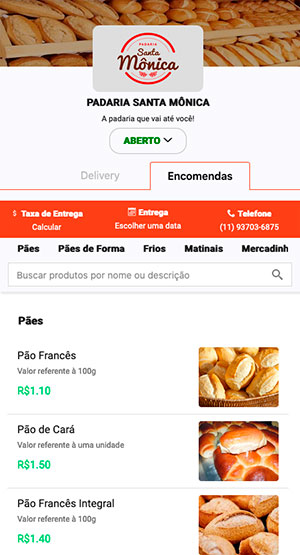 PADARIA
Santa
Mônica
PADARIA SANTA MÔNICA
A padaria que vai até você!
ABERTO
Delivery
Encomendas
$ Taxa de Entrega
Calcular
Entrega
Escolher uma data
Telefone
(11) 93703-6875
Pães Pães de Forma Frios Matinais Mercadinh
Buscar produtos por nome ou descrição
Pães
Pão Francês
Valor referente à 100g
R$1.10
Pão de Cará
Valor referente à uma unidade
R$1.50
Pão Francês Integral
Valor referente à 100g
R$1.40